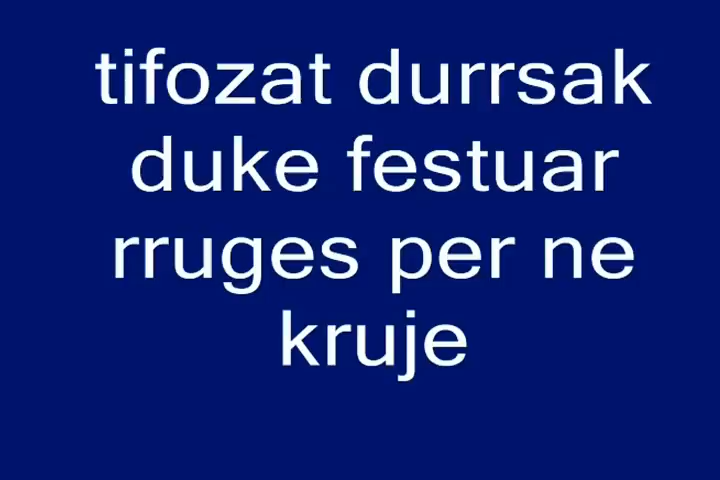 tifozat durrsak
duke festuar
rruges per ne
kruje